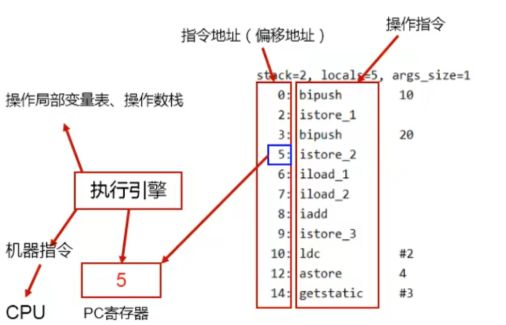 指令地址（偏移地址）
操作指令
stack=2, locals=5, args_size=1
0: bipush 10
2: istore_1
3: bipush 20
5: istore_2
6: iload_1
7: iload_2
8: iadd
9: istore_3
10: ldc #2
12: astore 4
14: getstatic #3
操作局部变量表、操作数栈
执行引擎
机器指令
5
CPU
PC寄存器